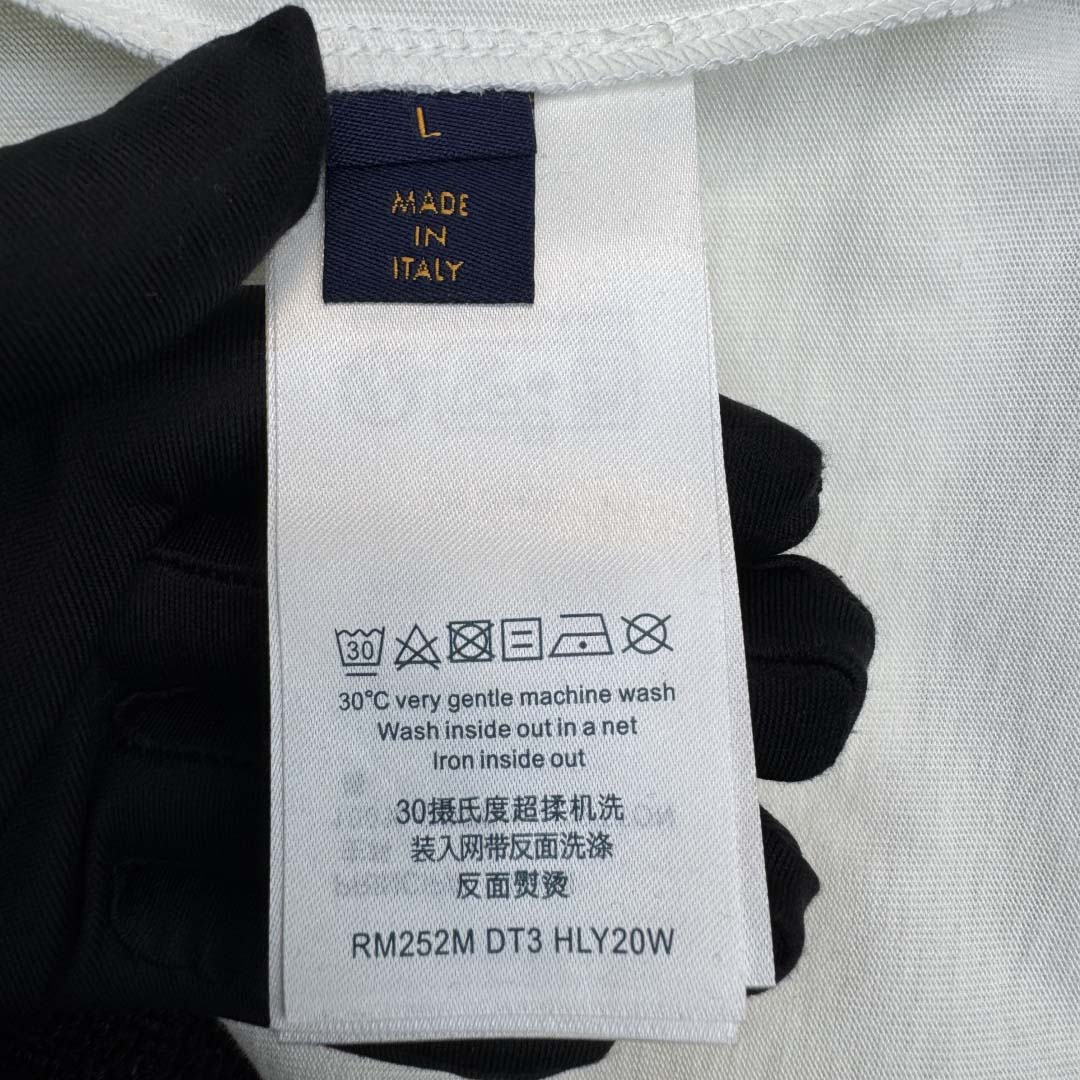 L
MADE
IN
ITALY
30
30°C very gentle machine wash
Wash inside out in a net
Iron inside out
30摄氏度超揉机洗
装入网带反面洗涤
反面熨烫
RM252M DT3 HLY20W